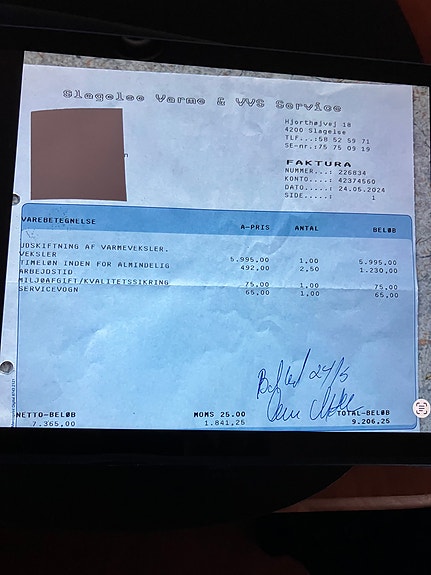 Slagelse Varme & VVS Service
Hjorthøjvej 18
4200 Slagelse
TLF...:58 52 59 71
SE-nr.:75 75 09 19
n
FAKTURA
NUMMER...: 226834
KONTO....: 42374560
DATO.....: 24.05.2024
SIDE.....: 1
VAREBETEGNELSE A-PRIS ANTAL BELØB
UDSKIFTNING AF VARMEVEKSLER.
VEKSLER 5.995,00 1,00 5.995,00
TIMELØN INDEN FOR ALMINDELIG 492,00 2,50 1.230,00
ARBEJDSTID
MILJØAFGIFT/KVALITETSSIKRING 75,00 1,00 75,00
SERVICEVOGN 65,00 1,00 65,00
24/5
NETTO-BELØB MOMS 25.00 TOTAL-BELØB
7.365,00 1.841,25 9.206,25